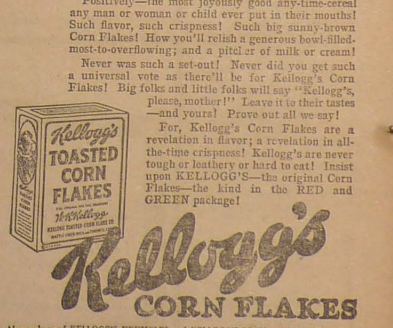 Positively—the most joyously good any-time-cereal
any man or woman or child ever put in their mouths!
Such flavor, such crispness! Such big sunny-brown
Corn Flakes! How you'll relish a generous bowl-filled-
most-to-overflowing; and a pitcher of milk or cream!
Never was such a set-out! Never did you get such
a universal vote as there'll be for Kellogg's Corn
Flakes! Big folks and little folks will say "Kellogg's,
please, mother!" Leave it to their tastes
—and yours! Prove out all we say!
For, Kellogg's Corn Flakes are a
revelation in flavor; a revelation in all-
the-time crispness! Kellogg's are never
tough or leathery or hard to eat! Insist
upon KELLOGG'S—the original Corn
Flakes—the kind in the RED and
GREEN package!
Kellogg's
TOASTED
CORN
FLAKES
W.K.Kellogg
KELLOGG TOASTED CORN FLAKE CO.
Kellogg's
CORN FLAKES